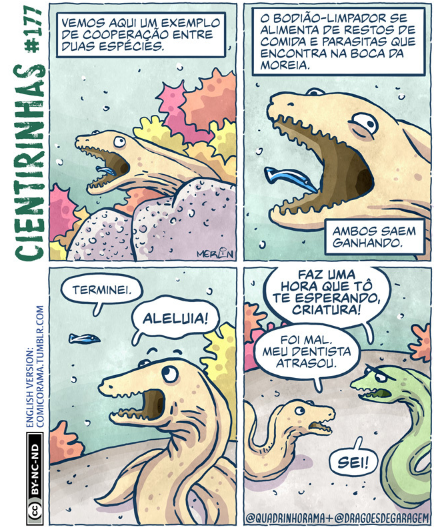 CIENTIRINHAS #177
VEMOS AQUI UM EXEMPLO
DE COOPERAÇÃO ENTRE
DUAS ESPÉCIES.
MERLIN
O BODIÃO-LIMPADOR SE
ALIMENTA DE RESTOS DE
COMIDA E PARASITAS QUE
ENCONTRA NA BOCA DA
MOREIA.
AMBOS SAEM
GANHANDO.
TERMINEI.
ALELUIA!
FAZ UMA
HORA QUE TÔ
TE ESPERANDO,
CRIATURA!
FOI MAL.
MEU DENTISTA
ATRASOU.
SEI!
@QUADRINHORAMA+@DRAGOESDEGARAGEM
ENGLISH VERSION:
COMICORAMA.TUMBLR.COM
cc BY-NC-ND